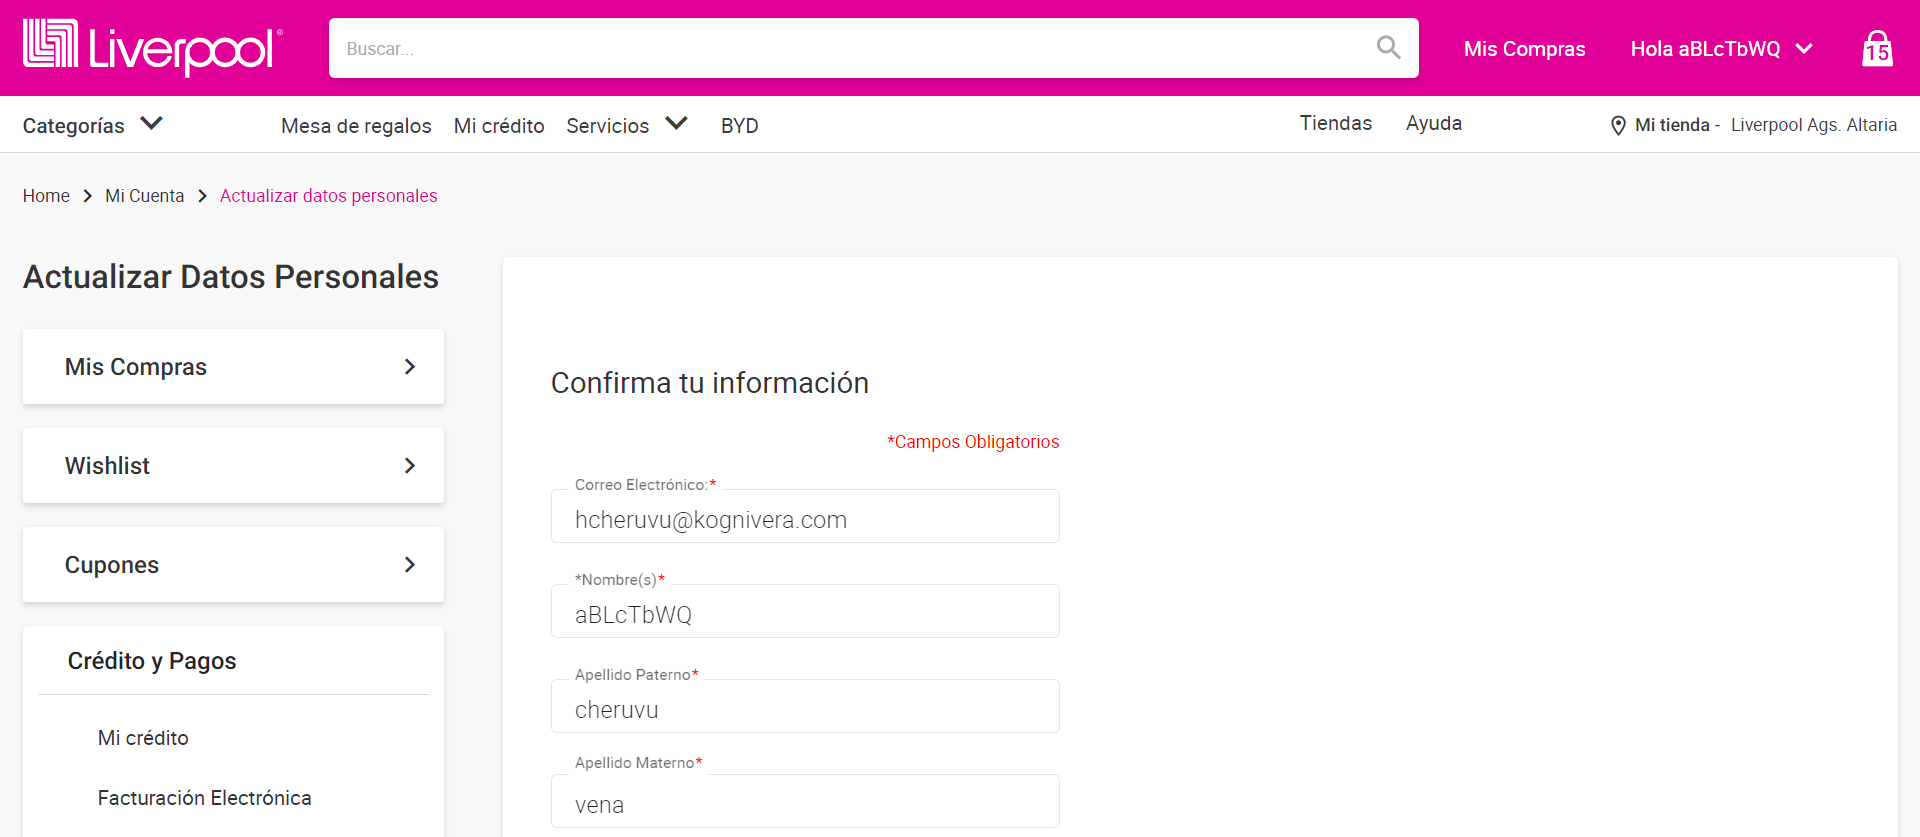 Liverpool®
Buscar...
Mis Compras
Hola aBLcTbWQ
15
Categorías
Mesa de regalos
Mi crédito
Servicios
BYD
Tiendas
Ayuda
Mi tienda - Liverpool Ags. Altaria
Home > Mi Cuenta > Actualizar datos personales
Actualizar Datos Personales
Mis Compras
Wishlist
Cupones
Crédito y Pagos
Mi crédito
Facturación Electrónica
Confirma tu información
*Campos Obligatorios
Correo Electrónico:*
hcheruvu@kognivera.com
*Nombre(s)*
aBLcTbWQ
Apellido Paterno*
cheruvu
Apellido Materno*
vena